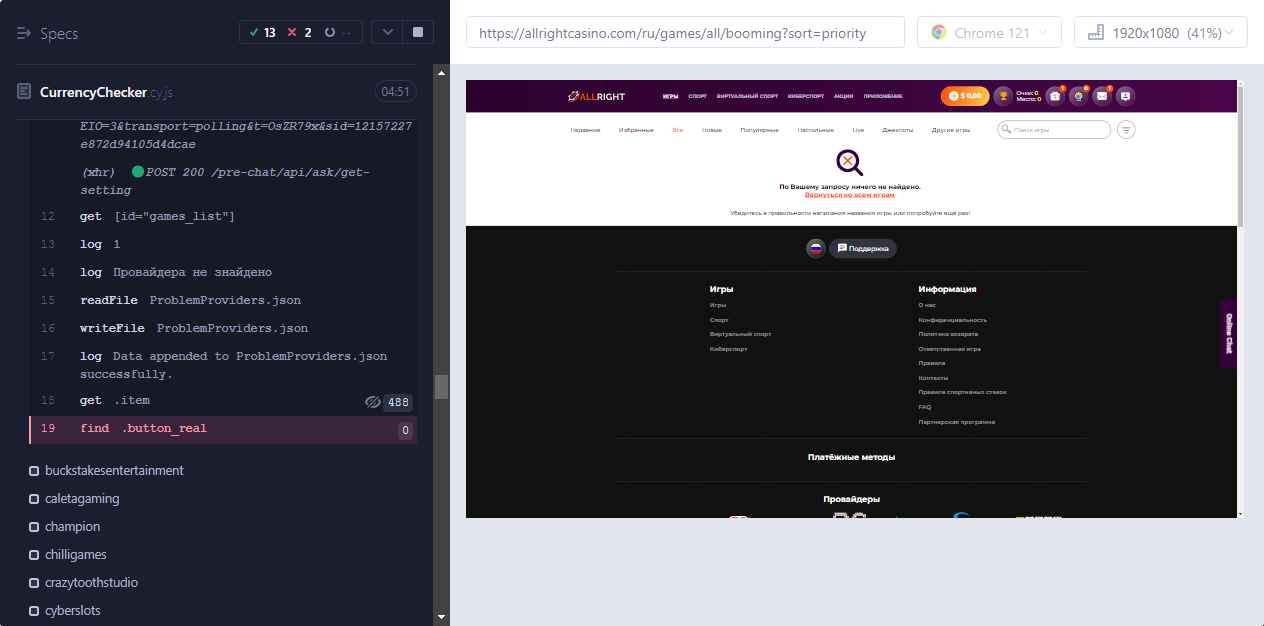 Specs
13
2
--
CurrencyChecker.cy.js
04:51
EIO=3&transport=polling&t=OsZR79x&sid=12157227
e872d94105d4dcae
(xhr) POST 200 /pre-chat/api/ask/get-
setting
12 get [id="games_list"]
13 log 1
14 log Провайдера не знайдено
15 readFile ProblemProviders.json
16 writeFile ProblemProviders.json
17 log Data appended to ProblemProviders.json
successfully.
18 get .item 488
19 find .button_real 0
buckstakesentertainment
caletagaming
champion
chilligames
crazytoothstudio
cyberslots
https://allrightcasino.com/ru/games/all/booming?sort=priority
Chrome 121
1920x1080 (41%)
ALLRIGHT
ИГРЫ СПОРТ ВИРТУАЛЬНЫЙ СПОРТ КИБЕРСПОРТ АКЦИИ ПРИЛОЖЕНИЕ
$ 0,00
Очки: 0
Место: 0
Недавние Избранные Все Новые Популярные Настольные Live Джекпоты Другие игры
Поиск игры
По Вашему запросу ничего не найдено.
Вернуться ко всем играм
Убедитесь в правильности написания названия игры или попробуйте ещё раз!
Поддержка
Игры
Игры
Спорт
Виртуальный спорт
Киберспорт
Информация
О нас
Конфиденциальность
Политика возврата
Ответственная игра
Правила
Контакты
Правила спортивных ставок
FAQ
Партнерская программа
Online Chat
Платёжные методы
Провайдеры